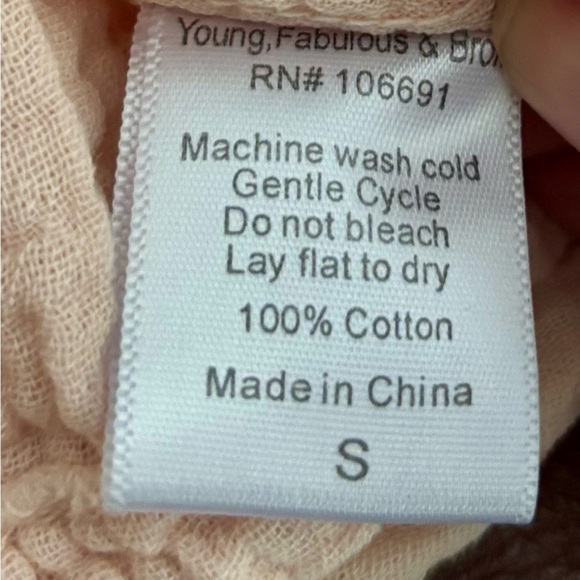 Young,Fabulous & Bro
RN# 106691
Machine wash cold
Gentle Cycle
Do not bleach
Lay flat to dry
100% Cotton
Made in China
S